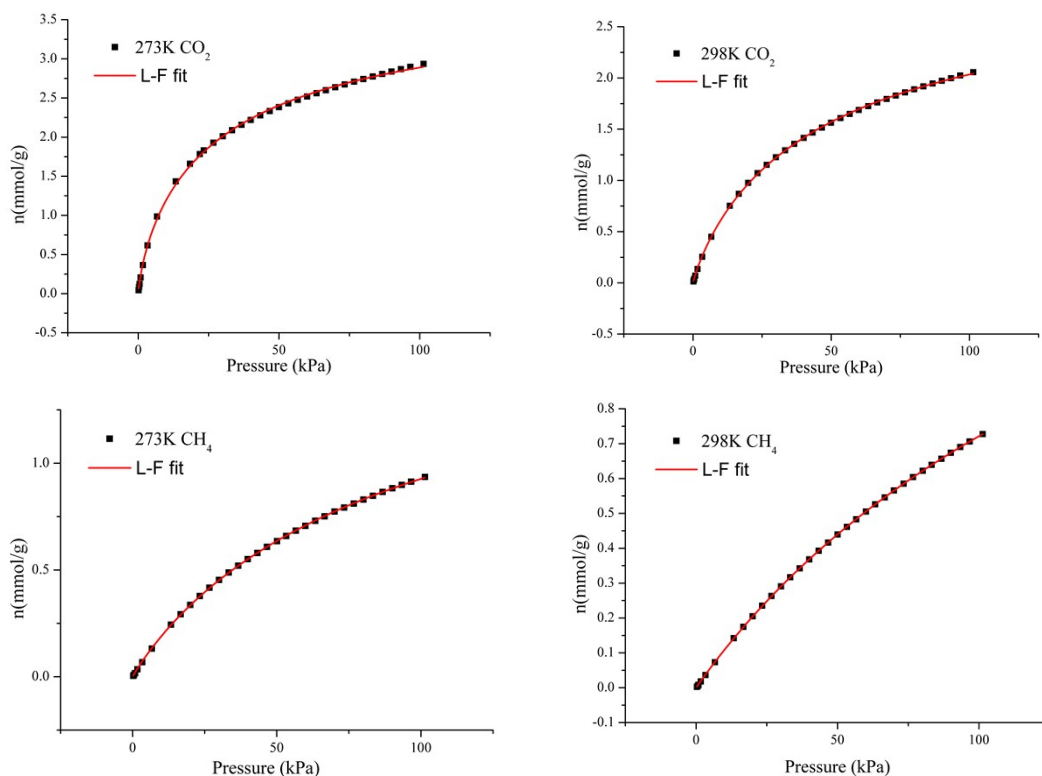 3.5
3.0
2.5
2.0
1.5
1.0
0.5
0.0
-0.5
n(mmol/g)
273K CO₂
L-F fit
0
50
100
Pressure (kPa)
2.5
2.0
1.5
1.0
0.5
0.0
-0.5
n(mmol/g)
298K CO₂
L-F fit
0
50
100
Pressure (kPa)
1.0
0.5
0.0
n(mmol/g)
273K CH₄
L-F fit
0
50
100
Pressure (kPa)
0.8
0.7
0.6
0.5
0.4
0.3
0.2
0.1
0.0
-0.1
n(mmol/g)
298K CH₄
L-F fit
0
50
100
Pressure (kPa)